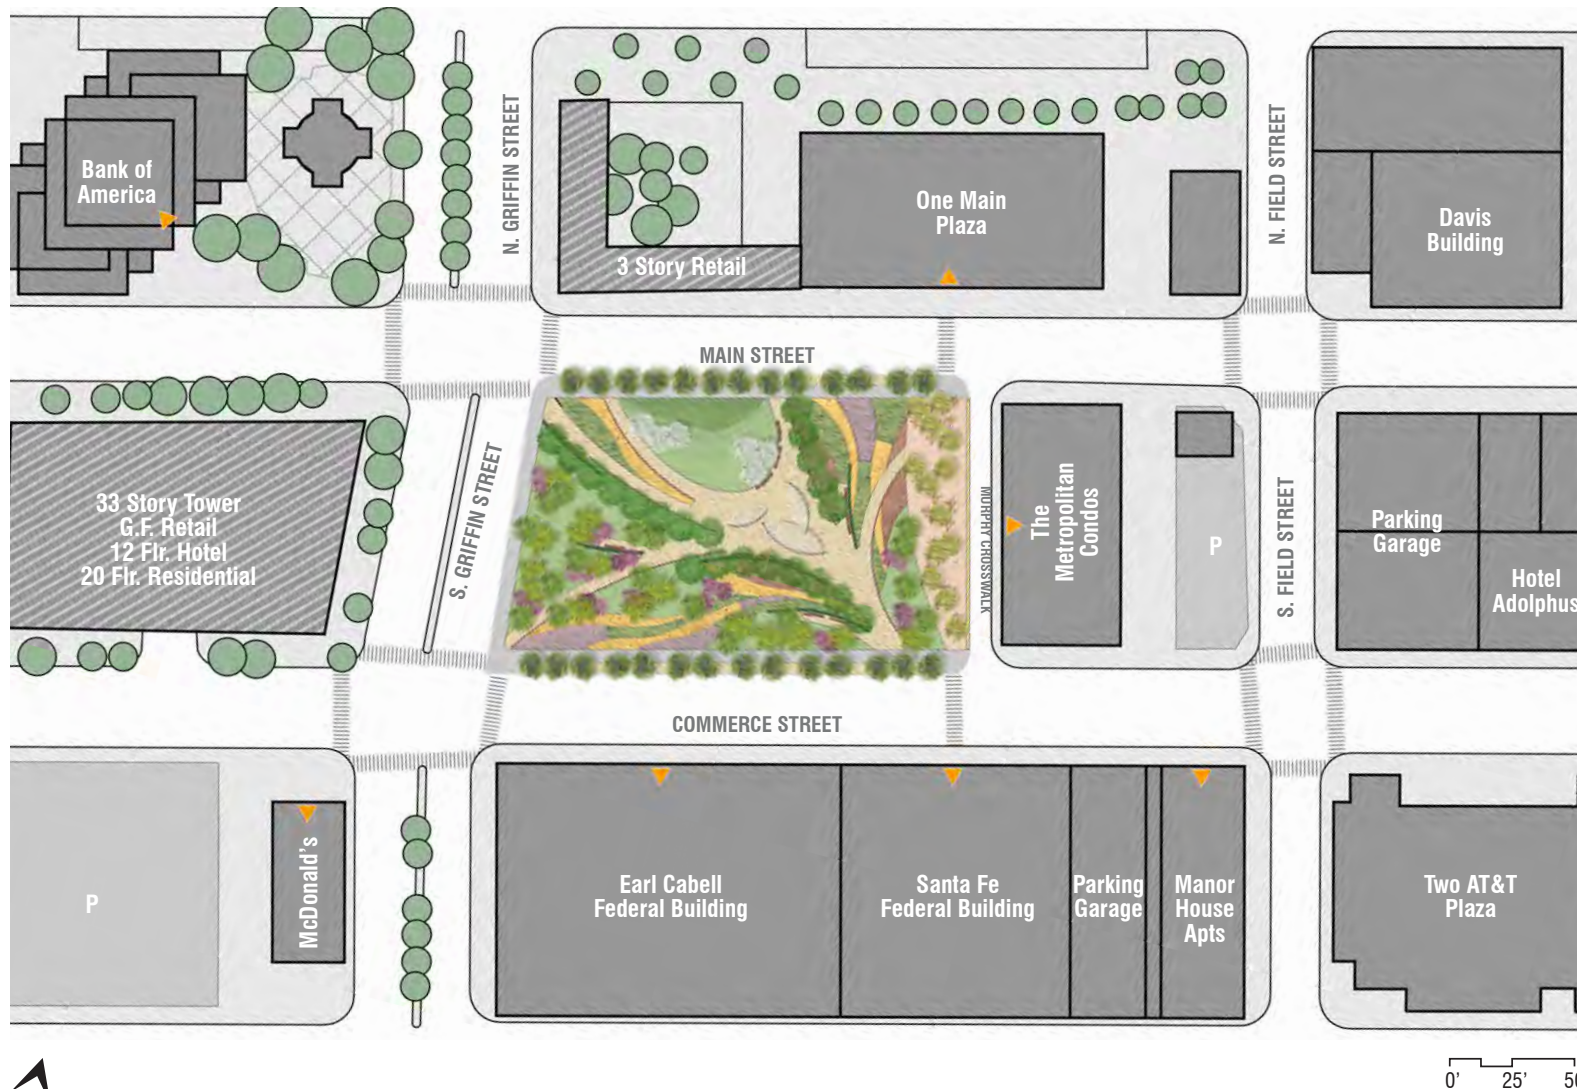 Bank of
America
N. GRIFFIN STREET
3 Story Retail
One Main
Plaza
N. FIELD STREET
Davis
Building
MAIN STREET
33 Story Tower
G.F. Retail
12 Flr. Hotel
20 Flr. Residential
S. GRIFFIN STREET
MURPHY CROSSWALK
The
Metropolitan
Condos
P
S. FIELD STREET
Parking
Garage
Hotel
Adolphus
COMMERCE STREET
P
McDonald's
Earl Cabell
Federal Building
Santa Fe
Federal Building
Parking
Garage
Manor
House
Apts
Two AT&T
Plaza
0' 25' 50